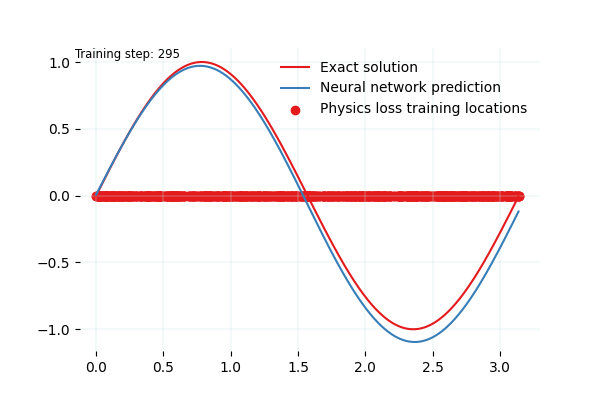 Training step: 295
Exact solution
Neural network prediction
Physics loss training locations
1.0
0.5
0.0
−0.5
−1.0
0.0 0.5 1.0 1.5 2.0 2.5 3.0